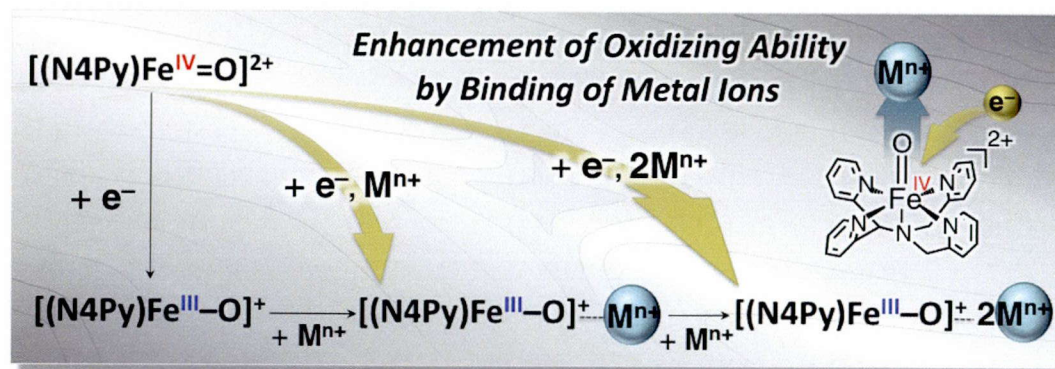 Enhancement of Oxidizing Ability
by Binding of Metal Ions
[(N4Py)Feᴵⱽ=O]²⁺
+ e⁻
+ e⁻, Mⁿ⁺
+ e⁻, 2Mⁿ⁺
Mⁿ⁺
e⁻
O
2+
IV
N Fe N
N N N
[(N4Py)Feᴵᴵᴵ–O]⁺
+ Mⁿ⁺
[(N4Py)Feᴵᴵᴵ–O]⁺ Mⁿ⁺
+ Mⁿ⁺
[(N4Py)Feᴵᴵᴵ–O]⁺ 2Mⁿ⁺